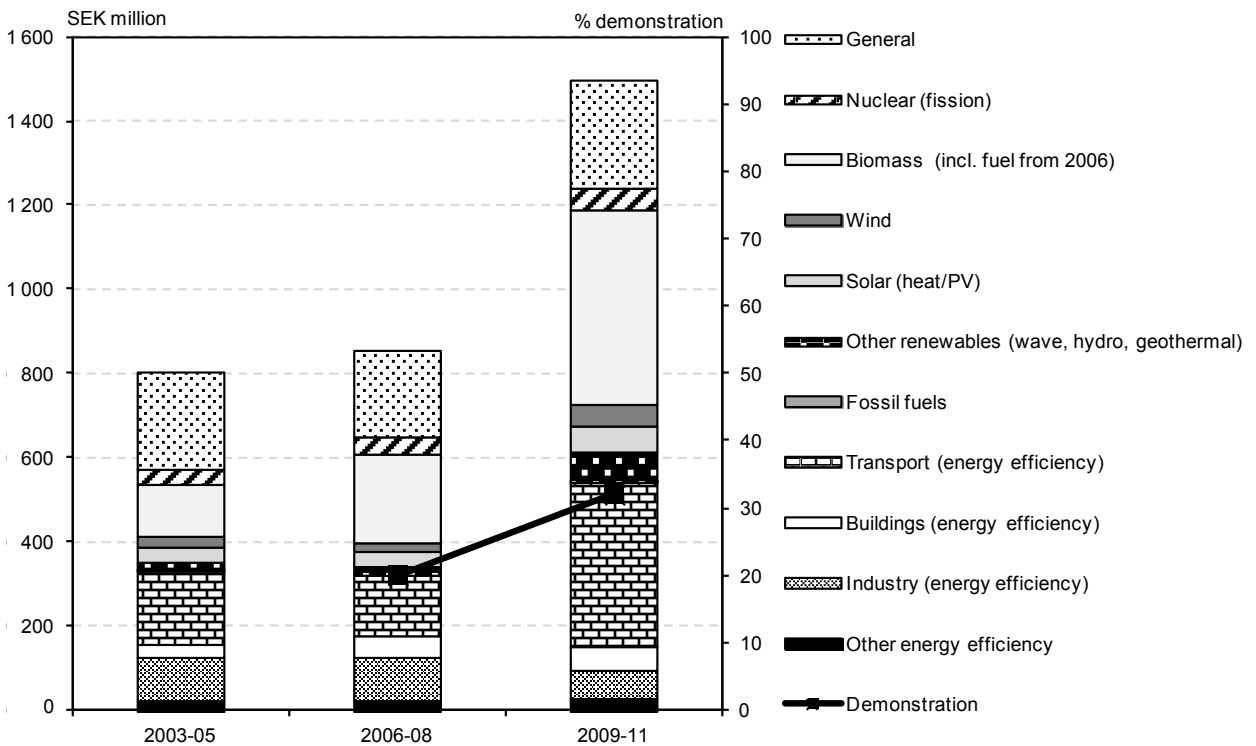 SEK million
% demonstration
1 600
1 400
1 200
1 000
800
600
400
200
0
100
90
80
70
60
50
40
30
20
10
0
2003-05
2006-08
2009-11
General
Nuclear (fission)
Biomass (incl. fuel from 2006)
Wind
Solar (heat/PV)
Other renewables (wave, hydro, geothermal)
Fossil fuels
Transport (energy efficiency)
Buildings (energy efficiency)
Industry (energy efficiency)
Other energy efficiency
Demonstration